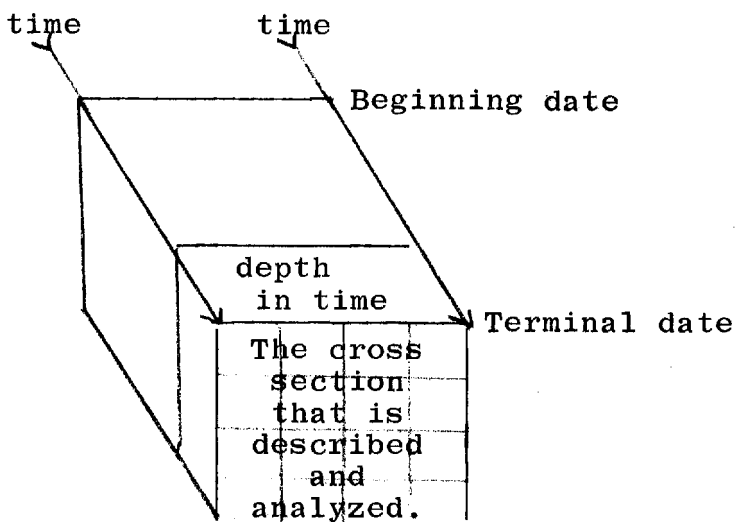 time
time
Beginning date
depth
in time
Terminal date
The cross
section
that is
described
and
analyzed.